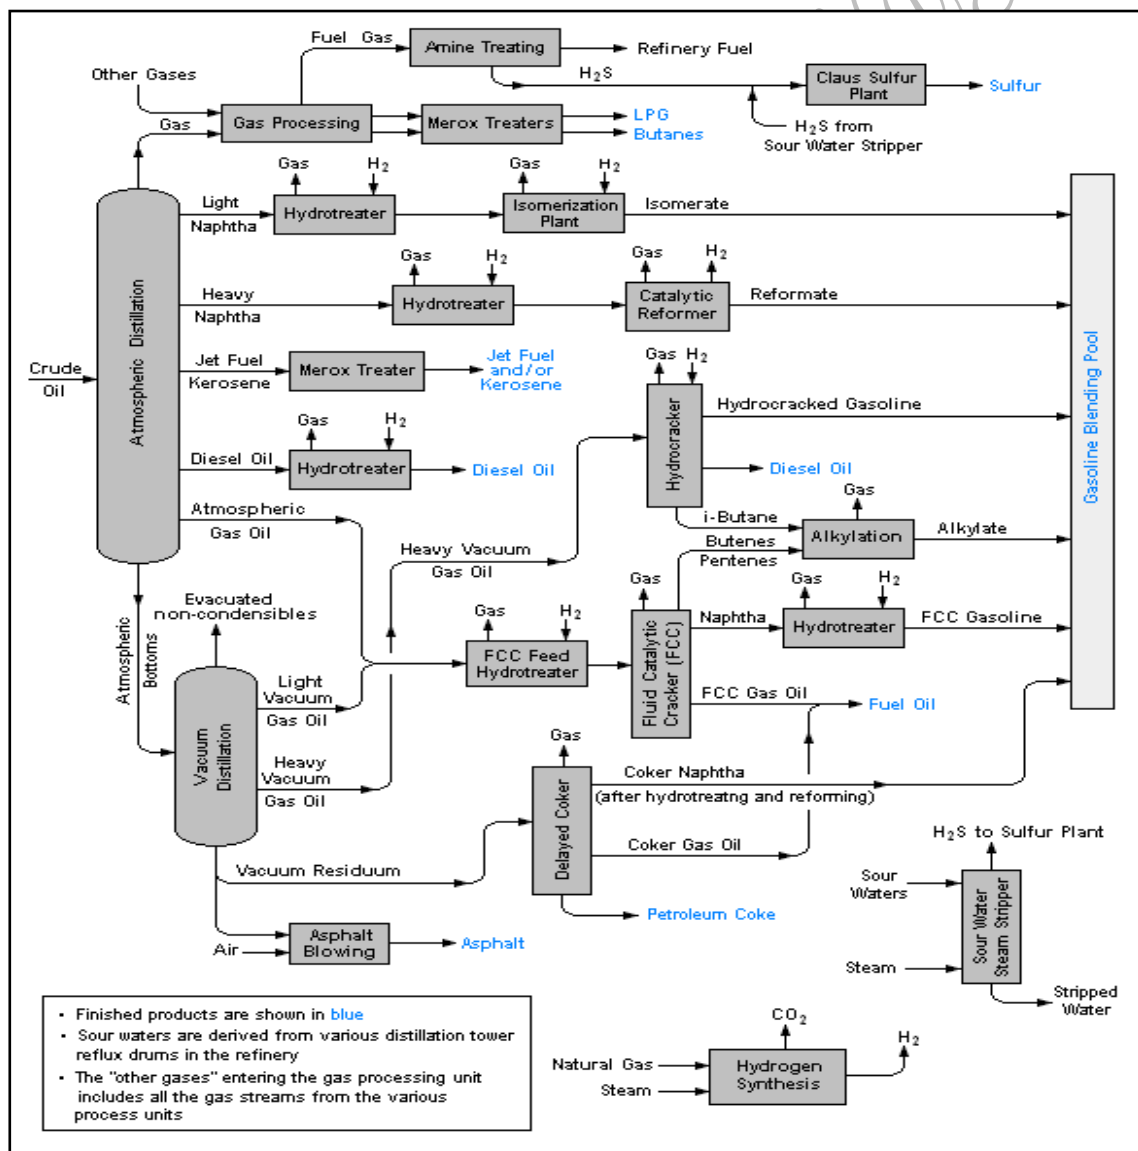 Fuel Gas
Amine Treating
Refinery Fuel
Other Gases
H2S
Claus Sulfur
Plant
Sulfur
Gas
Gas Processing
Merox Treaters
LPG
Butanes
H2S from
Sour Water Stripper
Gas
H2
Gas
H2
Light
Naphtha
Hydrotreater
Isomerization
Plant
Isomerate
Gas
H2
Gas
H2
Heavy
Naphtha
Hydrotreater
Catalytic
Reformer
Reformate
Crude
Oil
Atmospheric Distillation
Jet Fuel
Kerosene
Merox Treater
Jet Fuel
and/or
Kerosene
Gas
H2
Hydrocracker
Hydrocracked Gasoline
Gasoline Blending Pool
Gas
H2
Diesel Oil
Hydrotreater
Diesel Oil
Diesel Oil
Gas
Atmospheric
Gas Oil
i-Butane
Butenes
Pentenes
Alkylation
Alkylate
Heavy Vacuum
Gas Oil
Atmospheric
Bottoms
Evacuated
non-condensibles
Gas
H2
FCC Feed
Hydrotreater
Gas
Fluid Catalytic
Cracker (FCC)
Gas
H2
Naphtha
Hydrotreater
FCC Gasoline
Light
Vacuum
Gas Oil
FCC Gas Oil
Fuel Oil
Vacuum
Distillation
Heavy
Vacuum
Gas Oil
Gas
Delayed Coker
Coker Naphtha
(after hydrotreatng and reforming)
Coker Gas Oil
Vacuum Residuum
Petroleum Coke
H2S to Sulfur Plant
Sour
Waters
Sour Water
Steam Stripper
Steam
Stripped
Water
Air
Asphalt
Blowing
Asphalt
• Finished products are shown in blue
• Sour waters are derived from various distillation tower
reflux drums in the refinery
• The "other gases" entering the gas processing unit
includes all the gas streams from the various
process units
CO2
H2
Natural Gas
Steam
Hydrogen
Synthesis